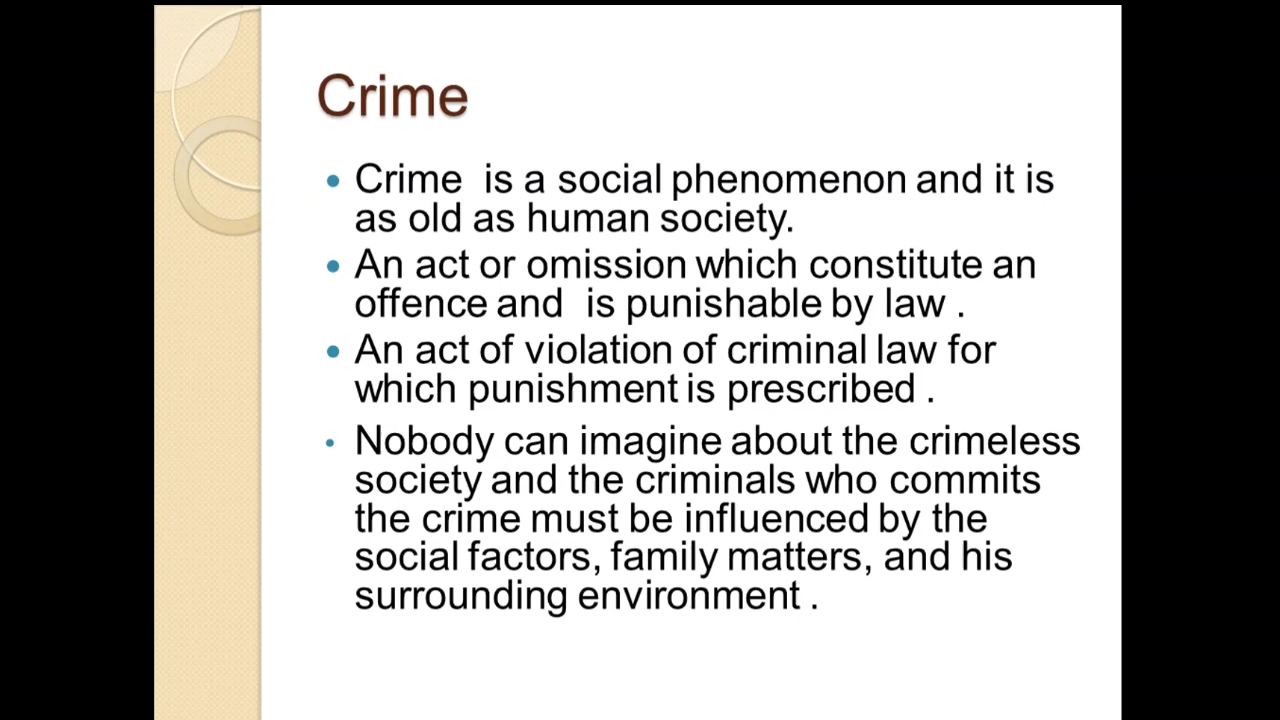 Crime
• Crime  is a social phenomenon and it is
as old as human society.
• An act or omission which constitute an
offence and  is punishable by law .
• An act of violation of criminal law for
which punishment is prescribed .
• Nobody can imagine about the crimeless
society and the criminals who commits
the crime must be influenced by the
social factors, family matters, and his
surrounding environment .